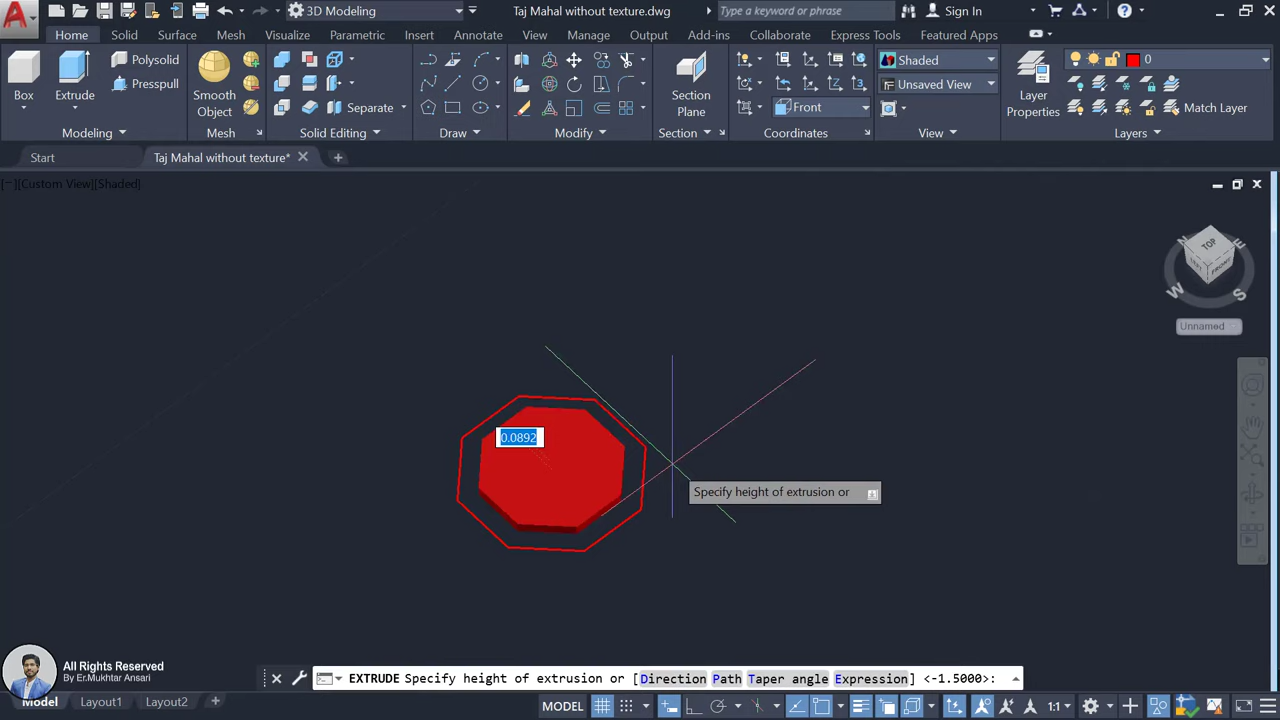 3D Modeling
Taj Mahal without texture.dwg
Type a keyword or phrase
Sign In
Home Solid Surface Mesh Visualize Parametric Insert Annotate View Manage Output Add-ins Collaborate Express Tools Featured Apps
Box
Extrude
Polysolid
Presspull
Smooth
Object
Separate
Section
Plane
Front
Shaded
Unsaved View
Layer
Properties
0
Match Layer
Modeling
Mesh
Solid Editing
Draw
Modify
Section
Coordinates
View
Layers
Start
Taj Mahal without texture*
[−][Custom View][Shaded]
TOP
LEFT
FRONT
N
E
W
S
Unnamed
0.0892
Specify height of extrusion or
All Rights Reserved
By Er.Mukhtar Ansari
EXTRUDE Specify height of extrusion or [Direction Path Taper angle Expression] <-1.5000>:
Model
Layout1
Layout2
MODEL
1:1